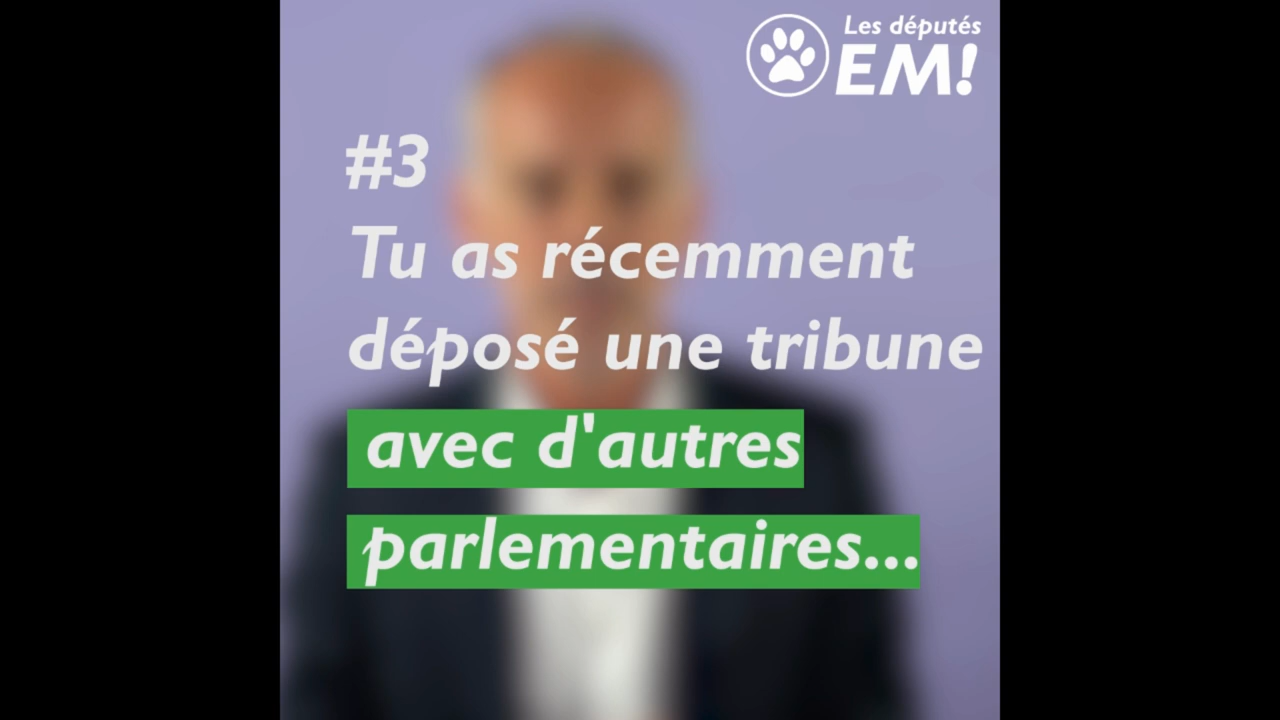 Les députés
EM!
#3
Tu as récemment
déposé une tribune
avec d'autres
parlementaires...